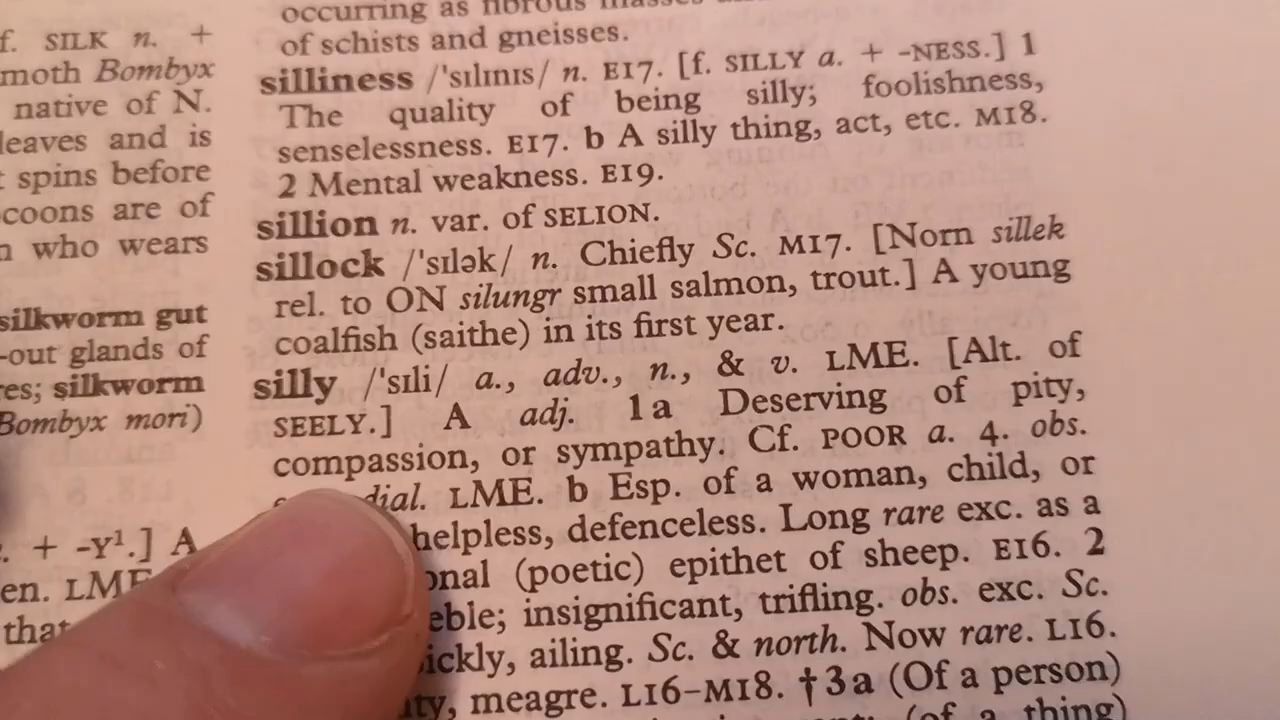 f. SILK n. +
moth Bombyx
native of N.
leaves and is
spins before
coons are of
who wears
silkworm gut
-out glands of
res; silkworm
Bombyx mori)
. + -Y¹.] A
en. LME
that
occurring as fibrous masses
of schists and gneisses.
silliness /ˈsɪlɪnɪs/ n. E17. [f. SILLY a. + -NESS.] 1
The quality of being silly; foolishness,
senselessness. E17. b A silly thing, act, etc. M18.
2 Mental weakness. E19.
sillion n. var. of SELION.
sillock /ˈsɪlək/ n. Chiefly Sc. M17. [Norn sillek
rel. to ON silungr small salmon, trout.] A young
coalfish (saithe) in its first year.
silly /ˈsɪli/ a., adv., n., & v. LME. [Alt. of
SEELY.] A adj. 1a Deserving of pity,
compassion, or sympathy. Cf. POOR a. 4. obs.
dial. LME. b Esp. of a woman, child, or
helpless, defenceless. Long rare exc. as a
onal (poetic) epithet of sheep. E16. 2
eble; insignificant, trifling. obs. exc. Sc.
ickly, ailing. Sc. & north. Now rare. L16.
ity, meagre. L16–M18. †3a (Of a person)
(of a thing)